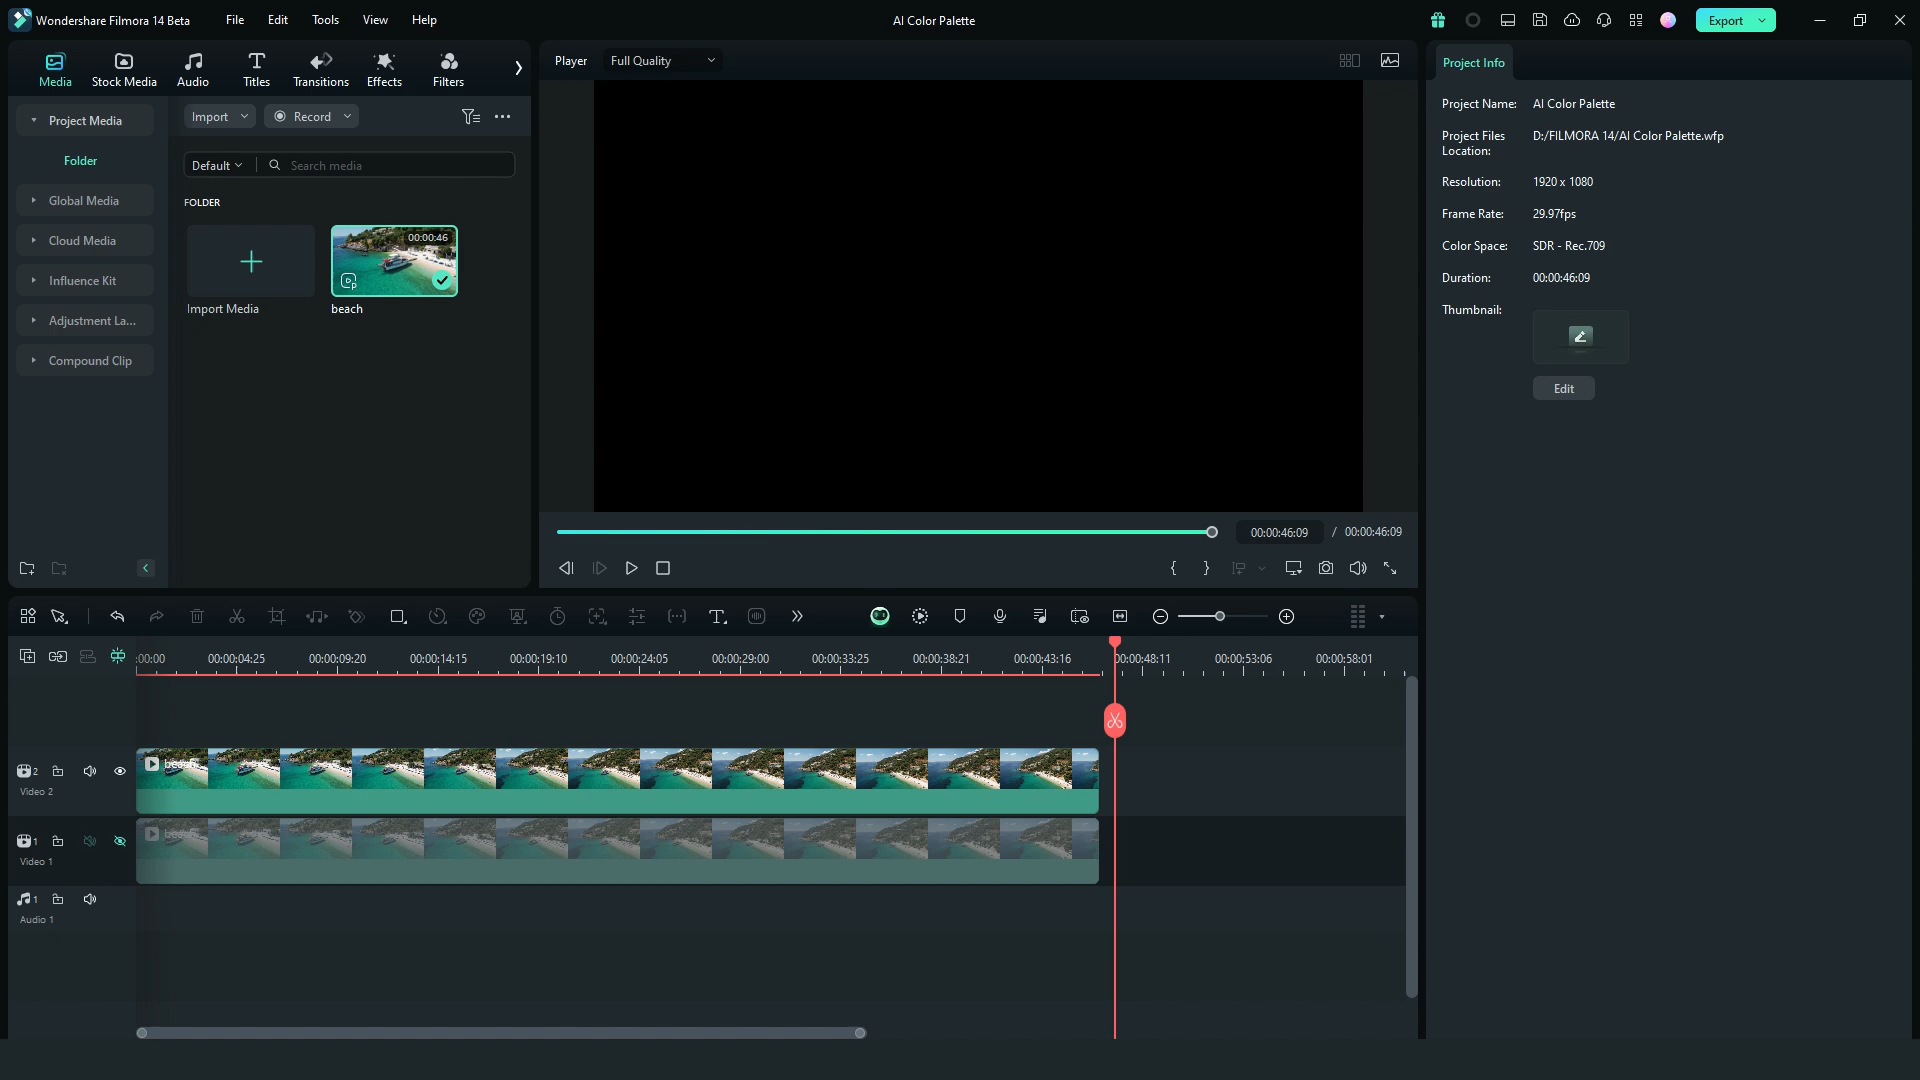 Wondershare Filmora 14 Beta
File
Edit
Tools
View
Help
AI Color Palette
Export
Media
Stock Media
Audio
Titles
Transitions
Effects
Filters
Player
Full Quality
Project Info
Project Media
Folder
Global Media
Cloud Media
Influence Kit
Adjustment La...
Compound Clip
Import
Record
Default
Search media
FOLDER
00:00:46
Import Media
beach
Project Name:
AI Color Palette
Project Files
Location:
D:/FILMORA 14/AI Color Palette.wfp
Resolution:
1920 x 1080
Frame Rate:
29.97fps
Color Space:
SDR - Rec.709
Duration:
00:00:46:09
Thumbnail:
Edit
00:00:46:09
/
00:00:46:09
:00:00
00:00:04:25
00:00:09:20
00:00:14:15
00:00:19:10
00:00:24:05
00:00:29:00
00:00:33:25
00:00:38:21
00:00:43:16
00:00:48:11
00:00:53:06
00:00:58:01
2
Video 2
beach
1
Video 1
beach
1
Audio 1